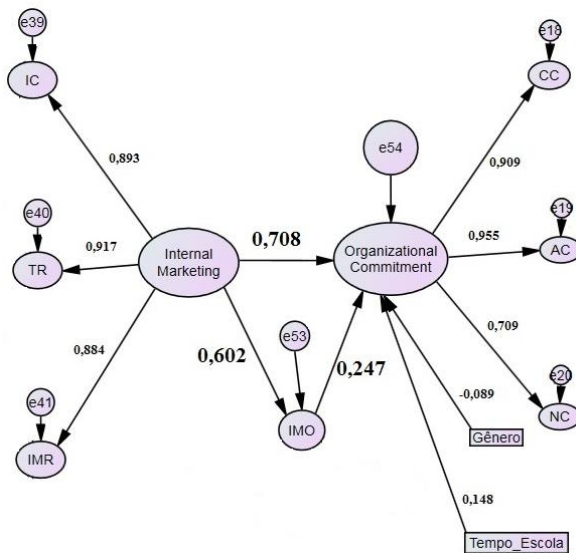 e39
IC
0,893
e40
TR
0,917
Internal
Marketing
0,884
e41
IMR
0,708
0,602
e53
IMO
0,247
e54
Organizational
Commitment
e18
CC
0,909
e19
AC
0,955
0,709
e20
NC
-0,089
Gênero
0,148
Tempo_Escola